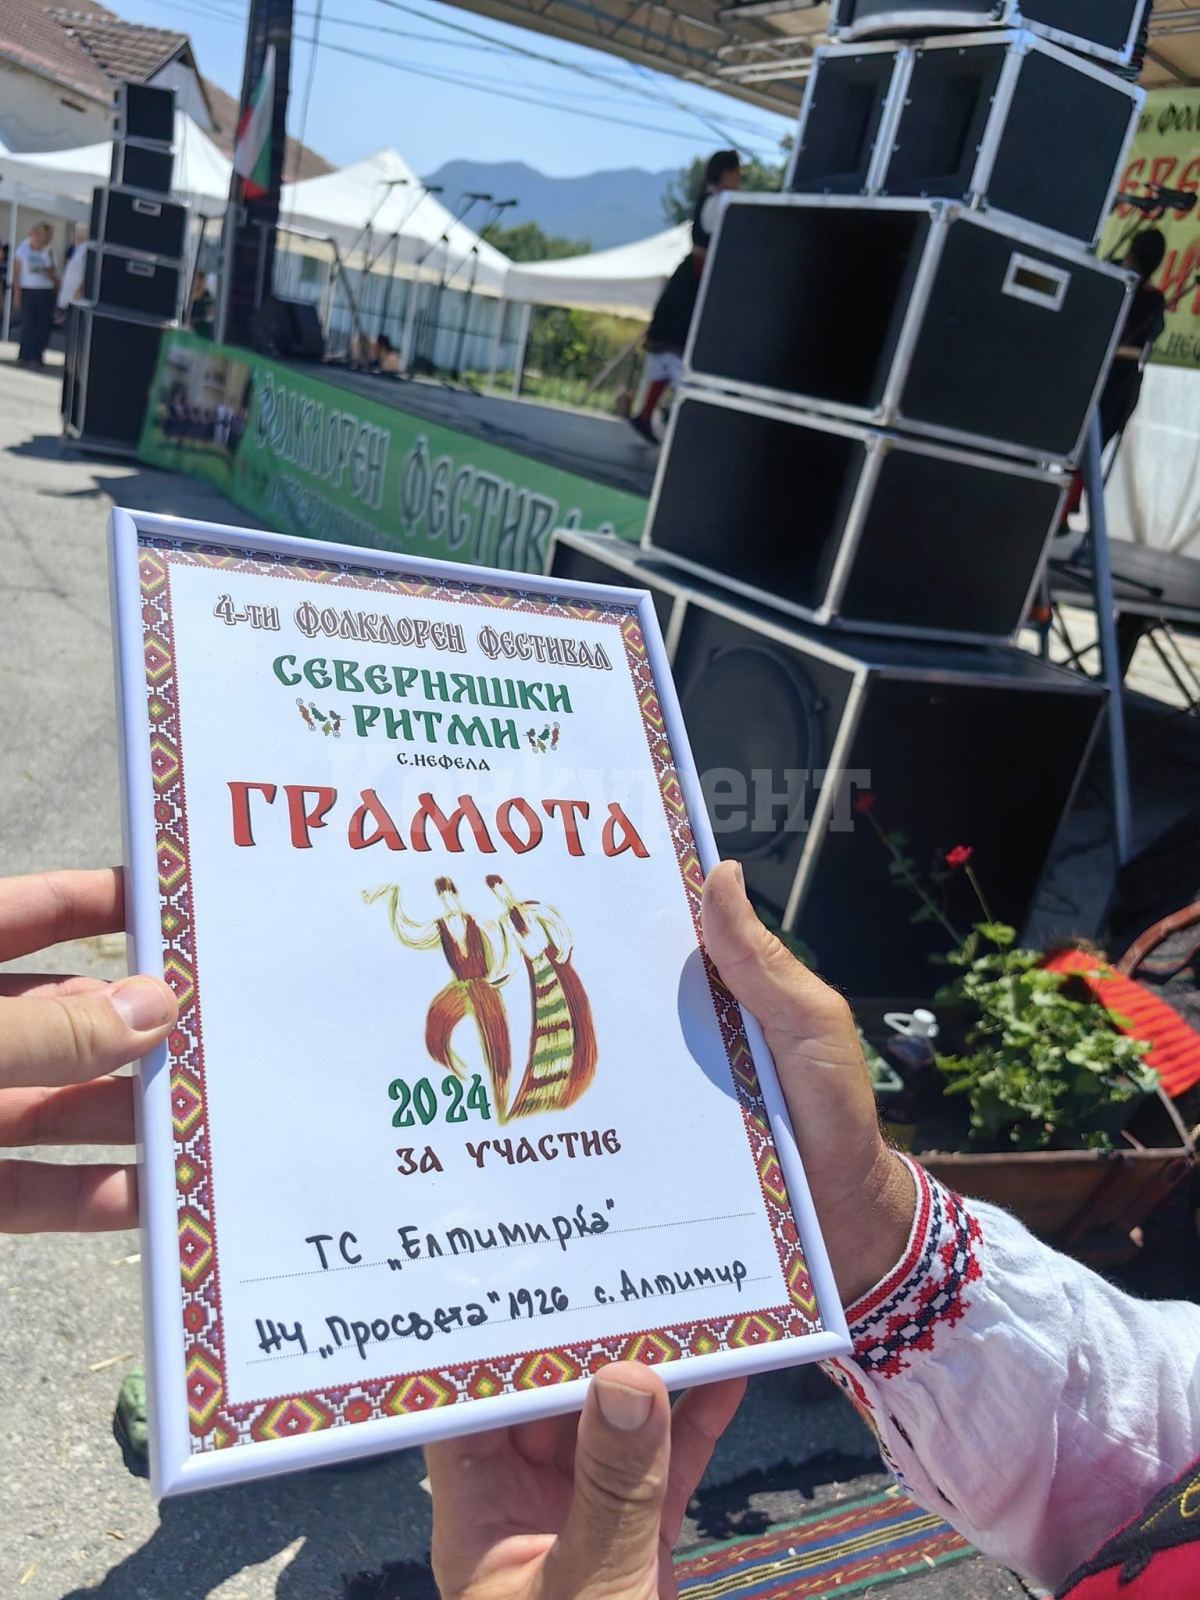 ФОЛКЛОРЕН ФЕСТИВАЛ
4-ти ФОЛКЛОРЕН ФЕСТИВАЛ
СЕВЕРНЯШКИ
РИТМИ
С.НЕФЕЛА
Конкурент
ГРАМОТА
2024
ЗА УЧАСТИЕ
ТС „Елтимирка"
НЧ „Просвета" 1926 с. Алтимир